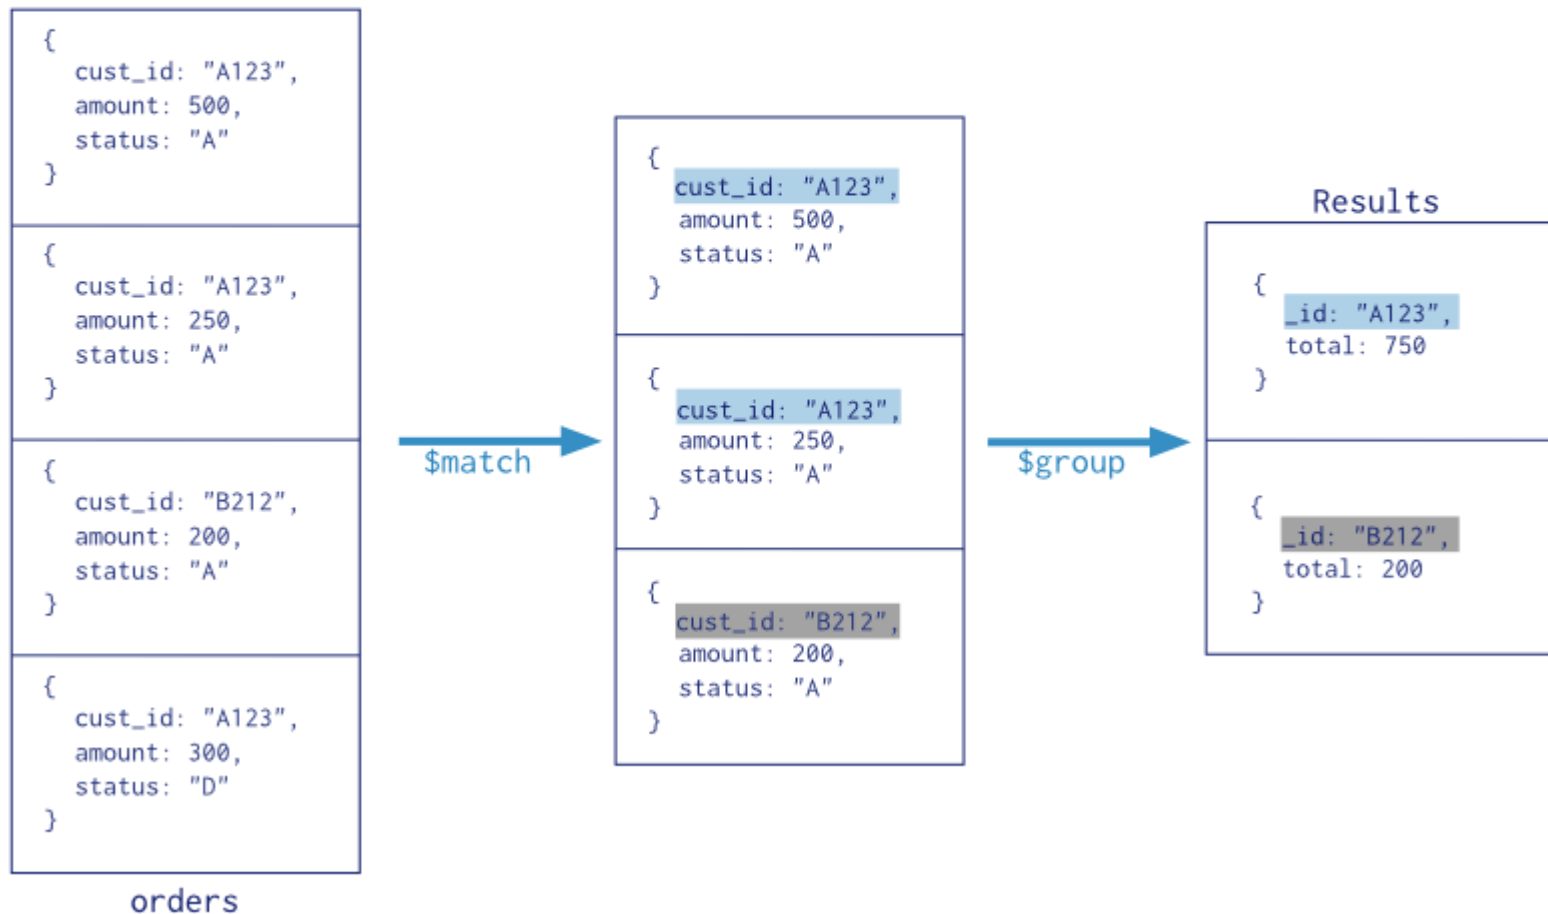 {
cust_id: "A123",
amount: 500,
status: "A"
}
{
cust_id: "A123",
amount: 250,
status: "A"
}
{
cust_id: "B212",
amount: 200,
status: "A"
}
{
cust_id: "A123",
amount: 300,
status: "D"
}
orders
$match
{
cust_id: "A123",
amount: 500,
status: "A"
}
{
cust_id: "A123",
amount: 250,
status: "A"
}
{
cust_id: "B212",
amount: 200,
status: "A"
}
$group
Results
{
_id: "A123",
total: 750
}
{
_id: "B212",
total: 200
}